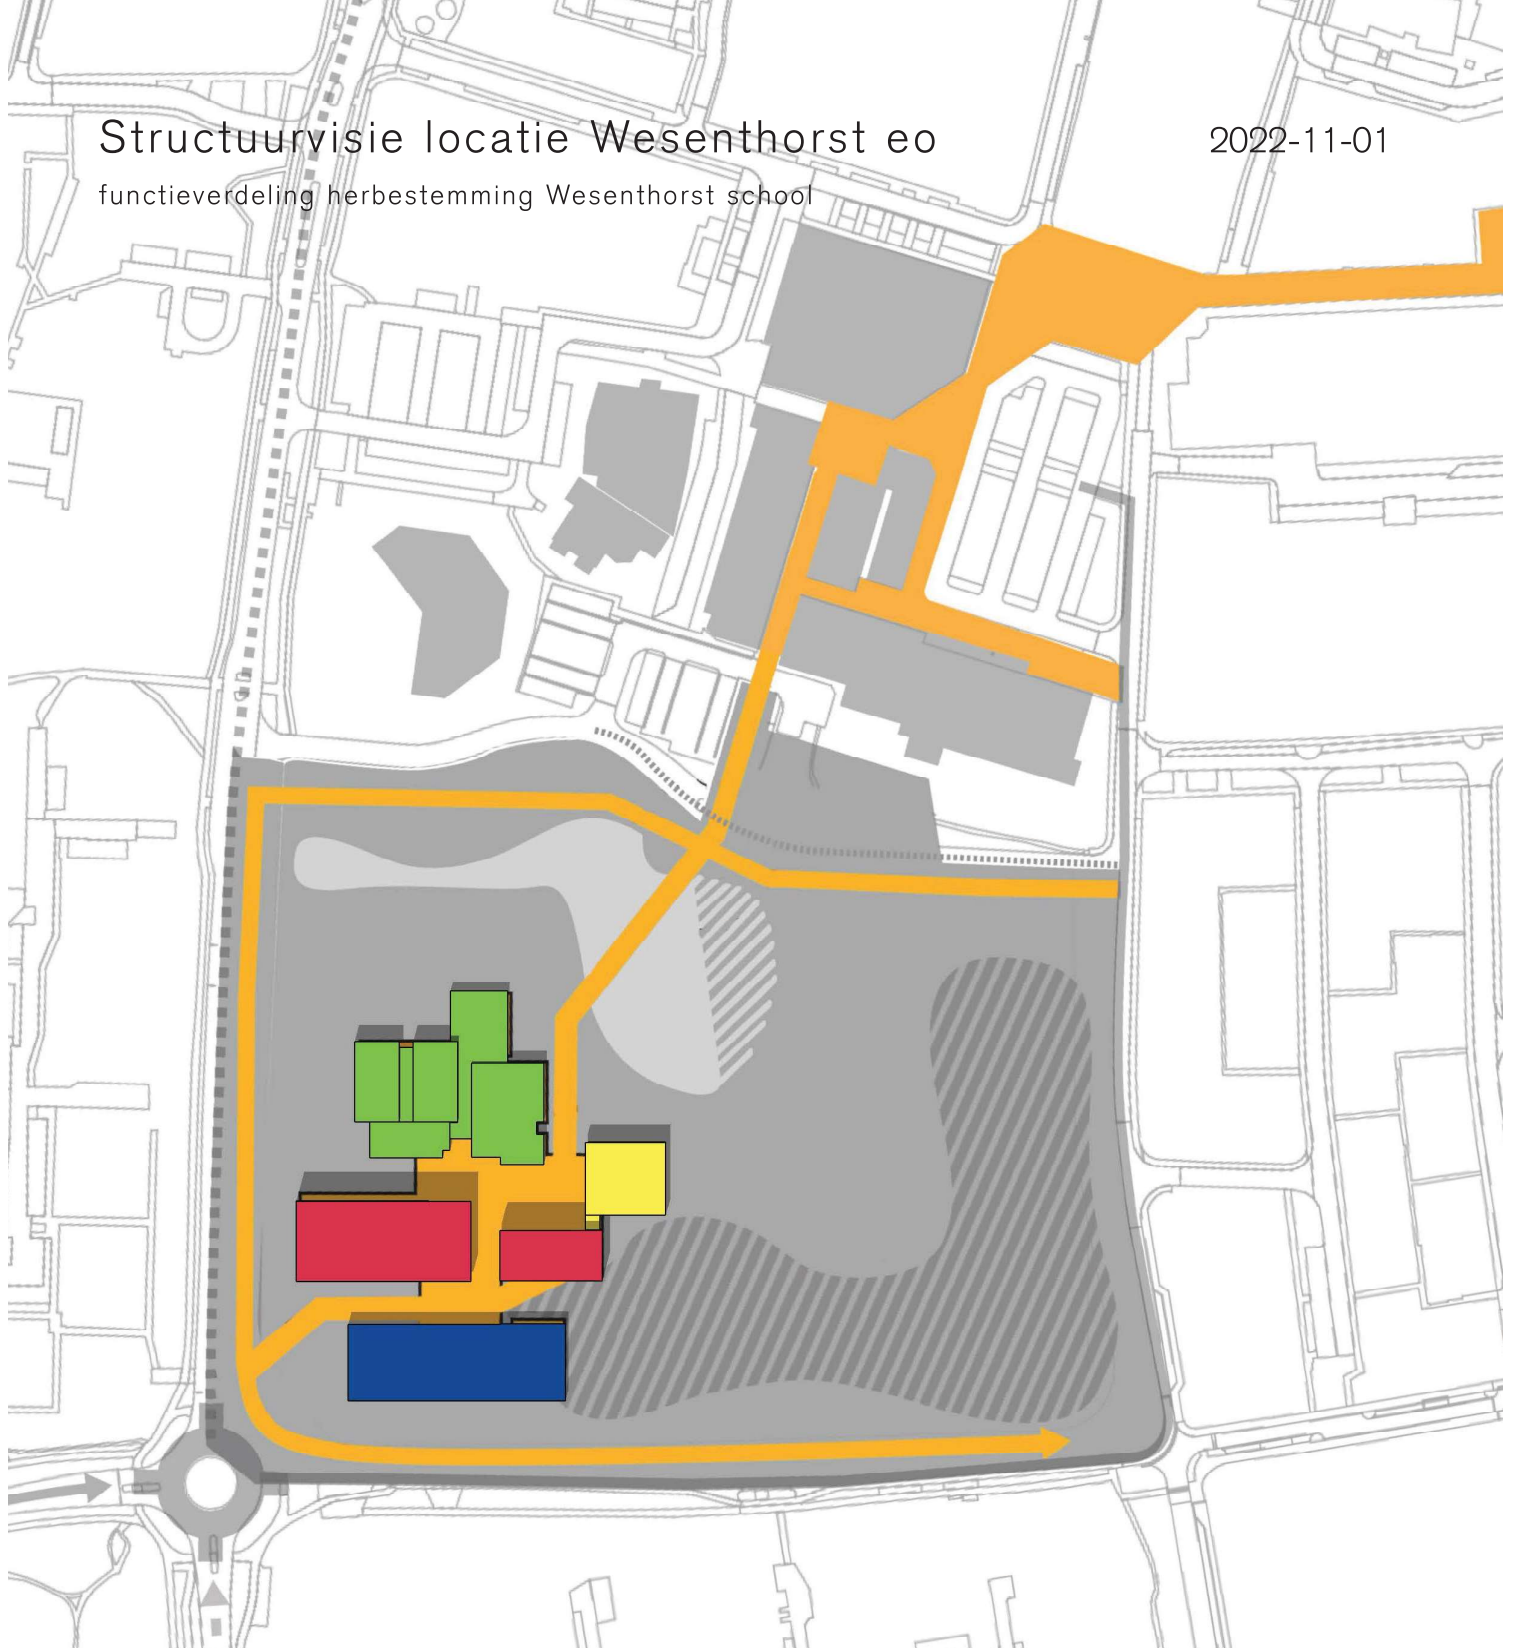 Structuurvisie locatie Wesenthorst eo
2022-11-01
functieverdeling herbestemming Wesenthorst school